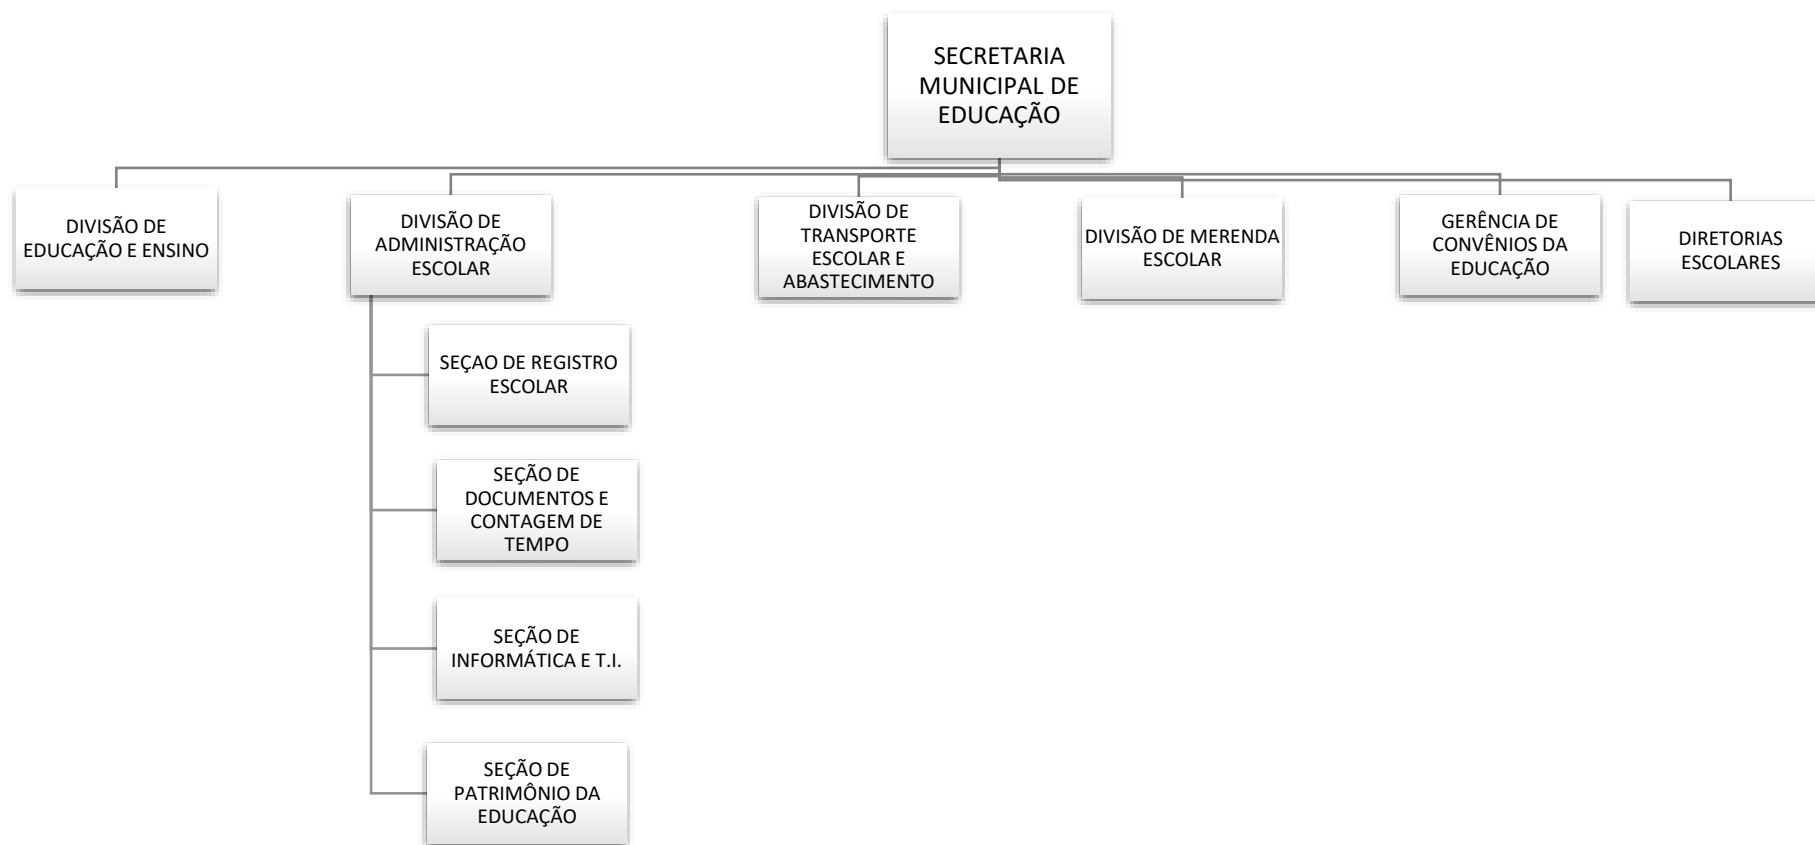 SECRETARIA
MUNICIPAL DE
EDUCAÇÃO
DIVISÃO DE
EDUCAÇÃO E ENSINO
DIVISÃO DE
ADMINISTRAÇÃO
ESCOLAR
DIVISÃO DE
TRANSPORTE
ESCOLAR E
ABASTECIMENTO
DIVISÃO DE MERENDA
ESCOLAR
GERÊNCIA DE
CONVÊNIOS DA
EDUCAÇÃO
DIRETORIAS
ESCOLARES
SEÇAO DE REGISTRO
ESCOLAR
SEÇÃO DE
DOCUMENTOS E
CONTAGEM DE
TEMPO
SEÇÃO DE
INFORMÁTICA E T.I.
SEÇÃO DE
PATRIMÔNIO DA
EDUCAÇÃO